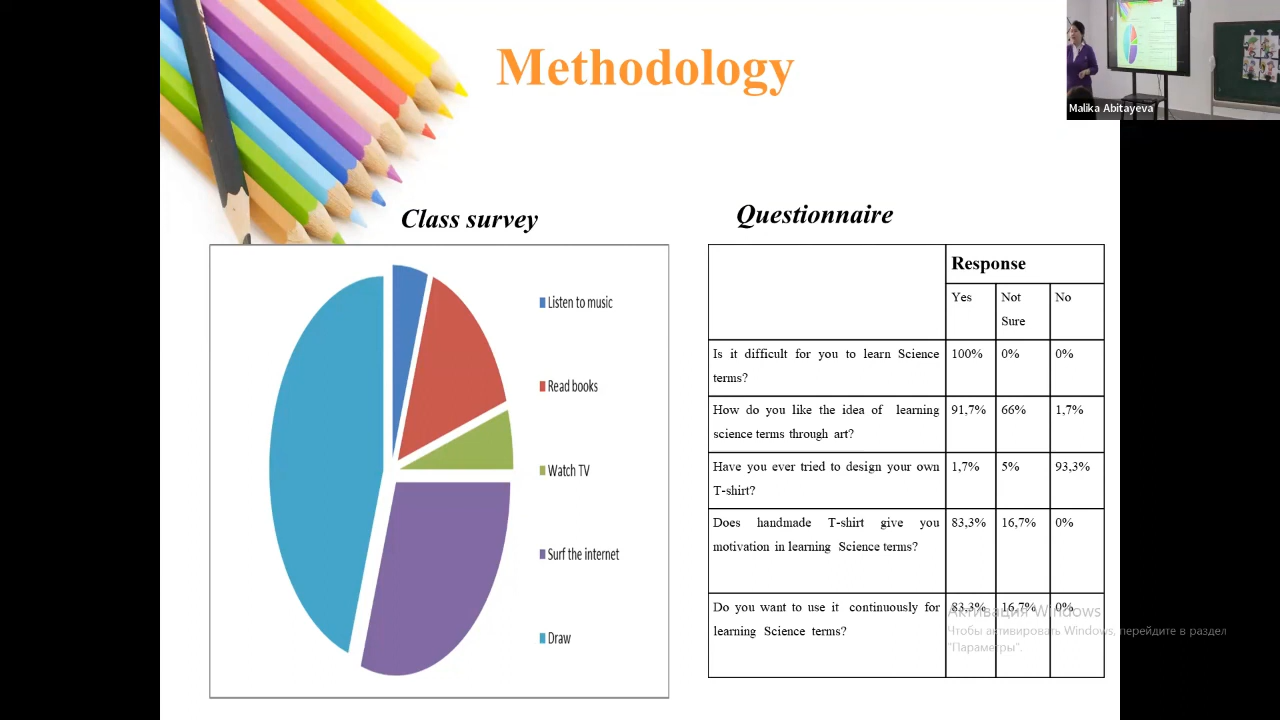 Methodology
Malika Abitayeva
Class survey
Listen to music
Read books
Watch TV
Surf the internet
Draw
Questionnaire
Response
Yes
Not
Sure
No
Is it difficult for you to learn Science
terms?
100%
0%
0%
How do you like the idea of learning
science terms through art?
91,7%
66%
1,7%
Have you ever tried to design your own
T-shirt?
1,7%
5%
93,3%
Does handmade T-shirt give you
motivation in learning Science terms?
83,3%
16,7%
0%
Do you want to use it continuously for
learning Science terms?
83,3%
16,7%
0%
Активация Windows
Чтобы активировать Windows, перейдите в раздел
"Параметры".